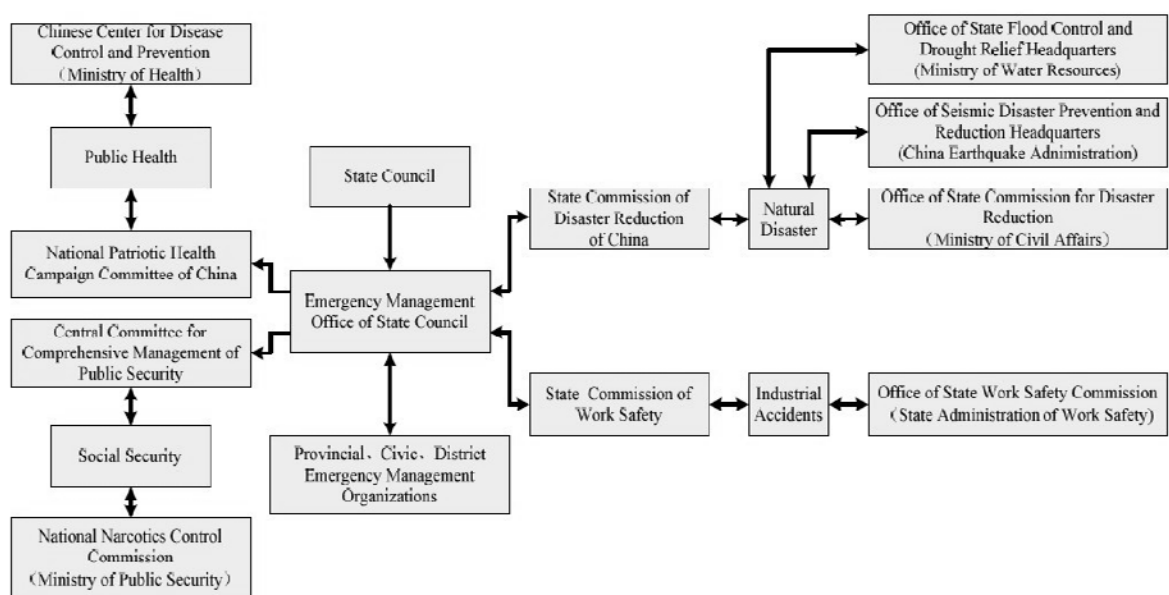 Chinese Center for Disease
Control and Prevention
（Ministry of Health）
Public Health
National Patriotic Health
Campaign Committee of China
Central Committee for
Comprehensive Management of
Public Security
Social Security
National Narcotics Control
Commission
（Ministry of Public Security）
State Council
Emergency Management
Office of State Council
Provincial、Civic、District
Emergency Management
Organizations
State Commission of
Disaster Reduction
of China
Natural
Disaster
Office of State Flood Control and
Drought Relief Headquarters
(Ministry of Water Resources)
Office of Seismic Disaster Prevention and
Reduction Headquarters
(China Earthquake Adnimistration)
Office of State Commission for Disaster
Reduction
（Ministry of Civil Affairs）
State Commission of
Work Safety
Industrial
Accidents
Office of State Work Safety Commission
（State Administration of Work Safety)